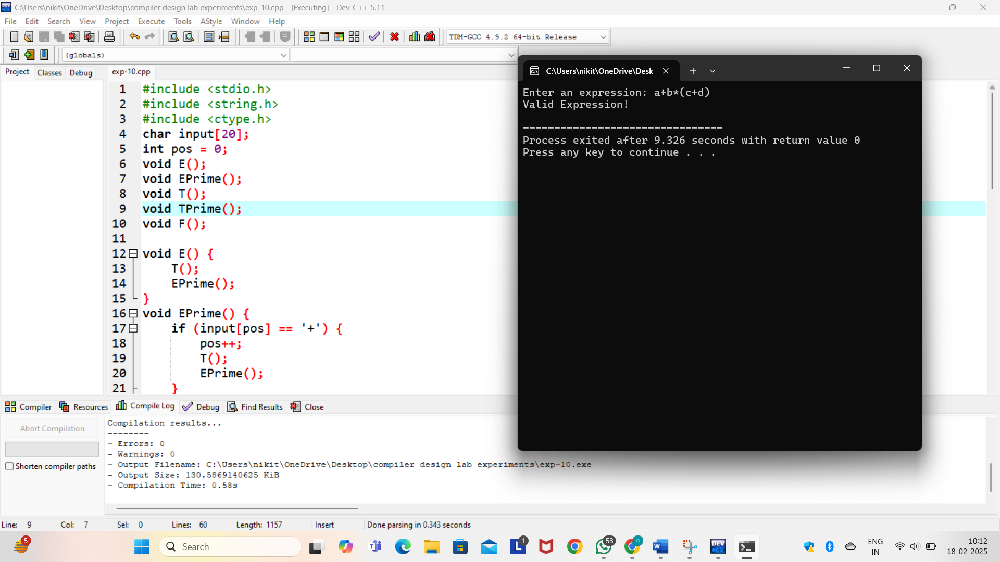 C:\Users\nikit\OneDrive\Desktop\compiler design lab experiments\exp-10.cpp - [Executing] - Dev-C++ 5.11
File Edit Search View Project Execute Tools AStyle Window Help
TDM-GCC 4.9.2 64-bit Release
(globals)
Project Classes Debug
exp-10.cpp
1 #include <stdio.h>
2 #include <string.h>
3 #include <ctype.h>
4 char input[20];
5 int pos = 0;
6 void E();
7 void EPrime();
8 void T();
9 void TPrime();
10 void F();
11
12 void E() {
13 T();
14 EPrime();
15 }
16 void EPrime() {
17 if (input[pos] == '+') {
18 pos++;
19 T();
20 EPrime();
21 }
C:\Users\nikit\OneDrive\Desk
Enter an expression: a+b*(c+d)
Valid Expression!
--------------------------------
Process exited after 9.326 seconds with return value 0
Press any key to continue . . .
Compiler Resources Compile Log Debug Find Results Close
Abort Compilation
Shorten compiler paths
Compilation results...
--------
- Errors: 0
- Warnings: 0
- Output Filename: C:\Users\nikit\OneDrive\Desktop\compiler design lab experiments\exp-10.exe
- Output Size: 130.5869140625 KiB
- Compilation Time: 0.58s
Line: 9 Col: 7 Sel: 0 Lines: 60 Length: 1157 Insert Done parsing in 0.343 seconds
5
Search
1
53
n
DEV
C++
ENG
IN
10:12
18-02-2025